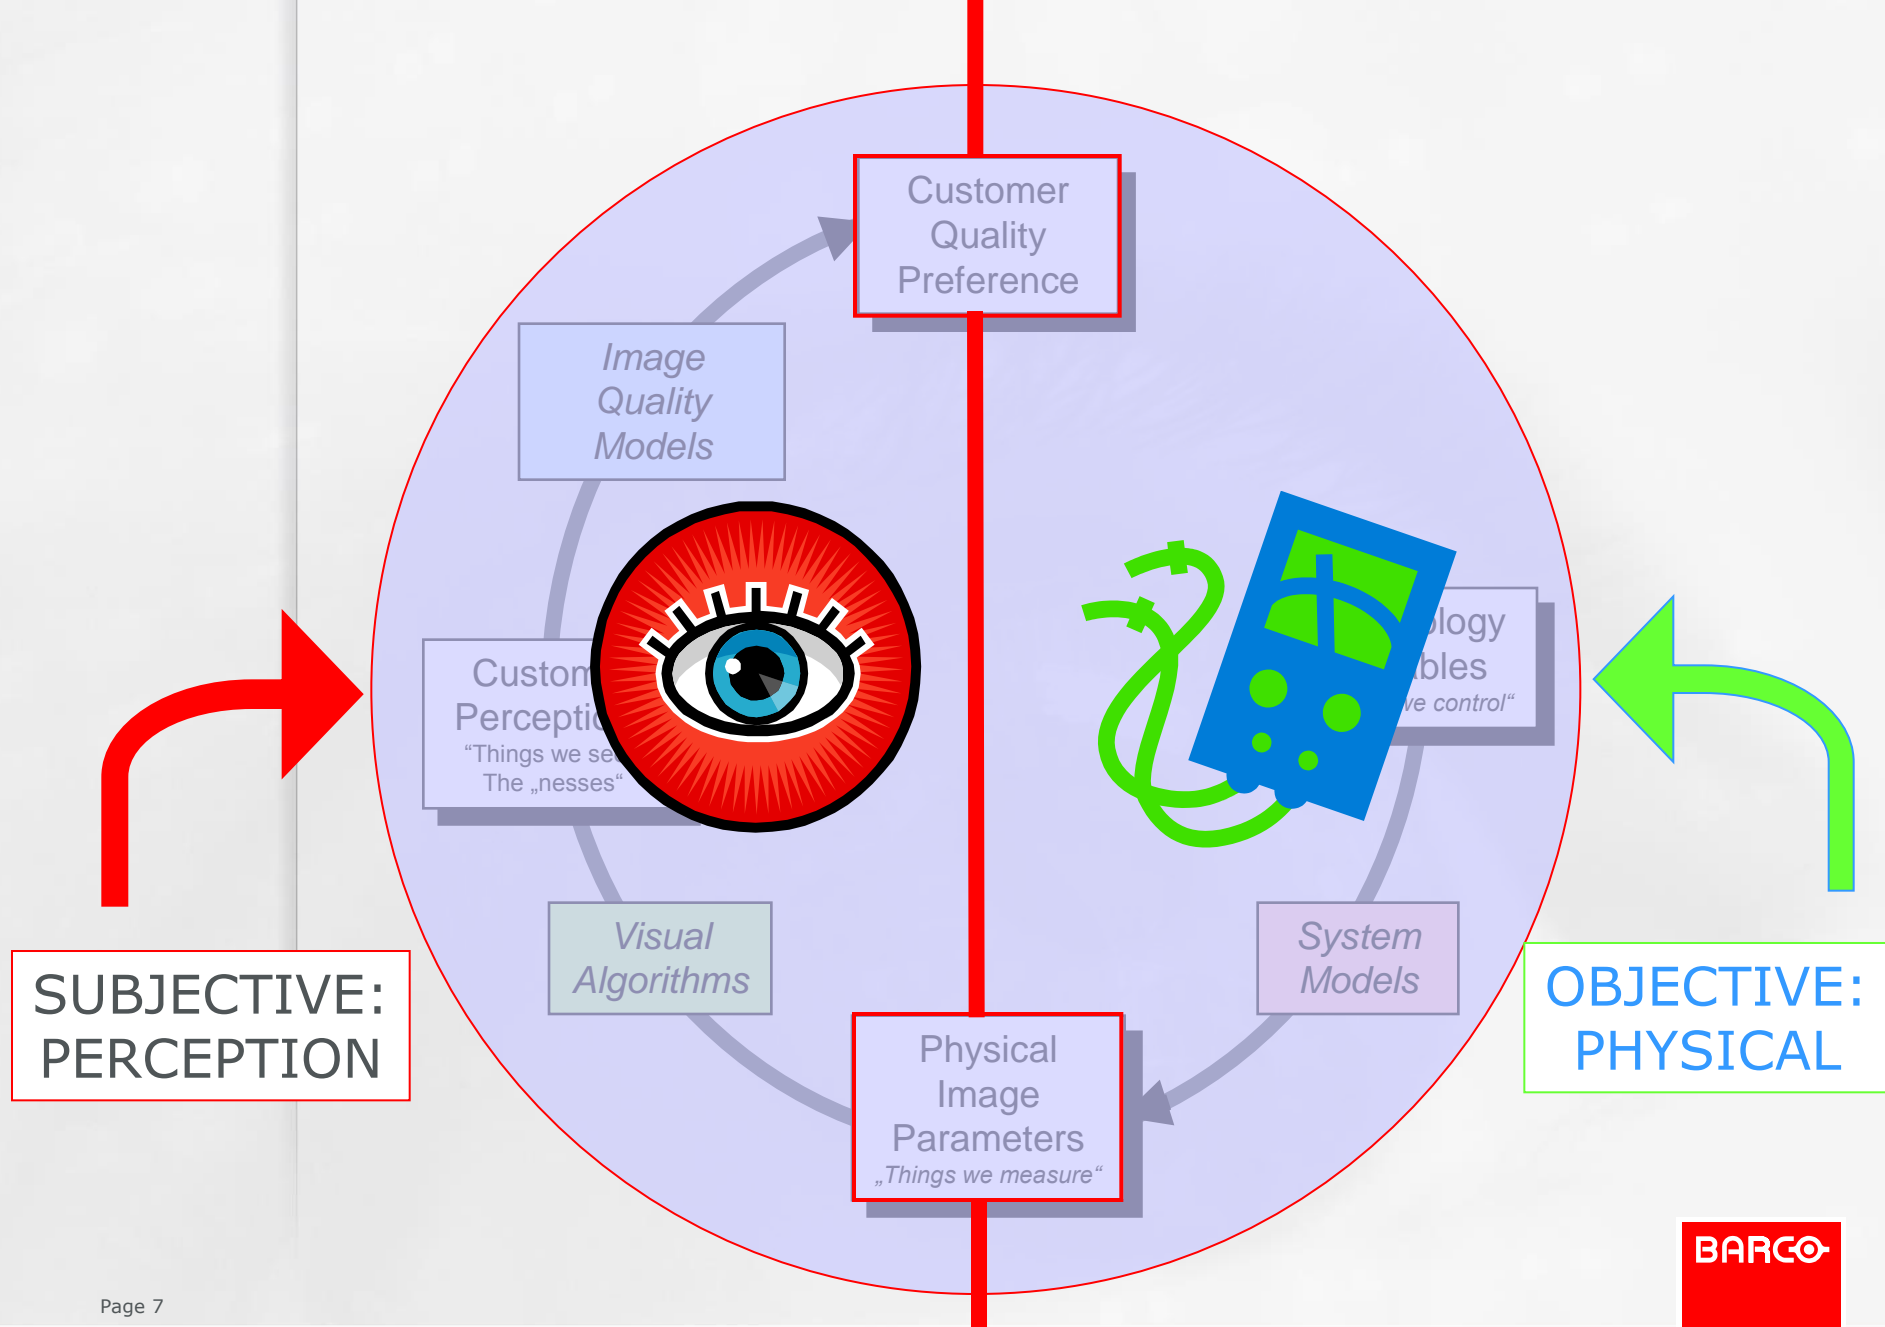 Customer
Quality
Preference
Image
Quality
Models
Custom
Percepti
“Things we se
The „nesses“
ology
bles
ve control“
Visual
Algorithms
System
Models
Physical
Image
Parameters
„Things we measure“
SUBJECTIVE:
PERCEPTION
OBJECTIVE:
PHYSICAL
BARCO
Page 7